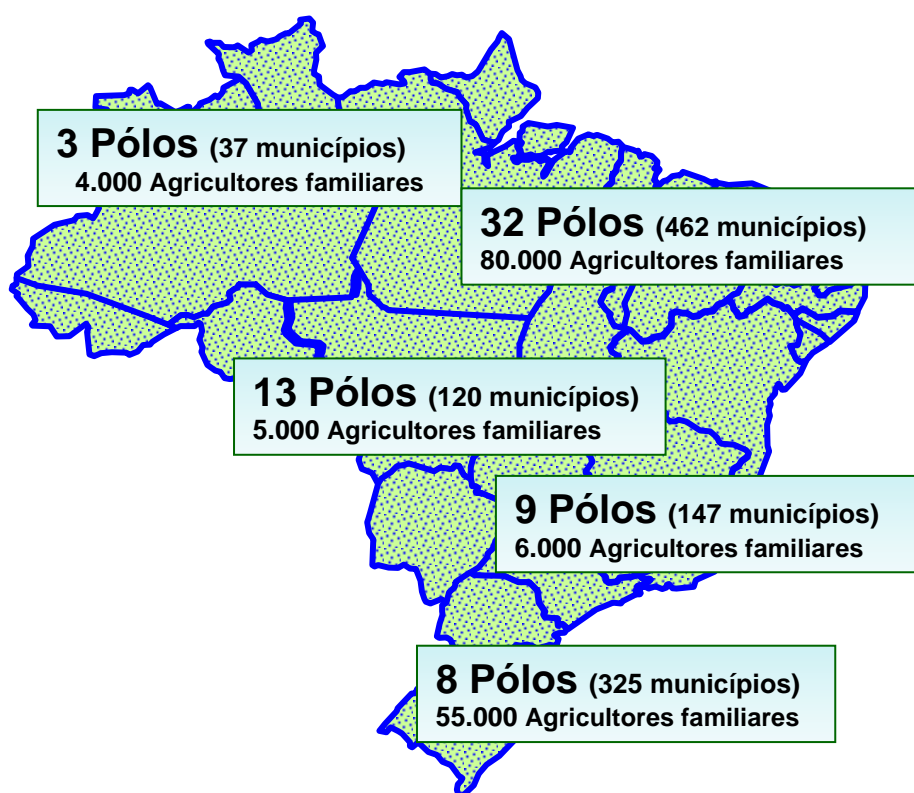 3 Pólos (37 municípios)
4.000 Agricultores familiares
32 Pólos (462 municípios)
80.000 Agricultores familiares
13 Pólos (120 municípios)
5.000 Agricultores familiares
9 Pólos (147 municípios)
6.000 Agricultores familiares
8 Pólos (325 municípios)
55.000 Agricultores familiares